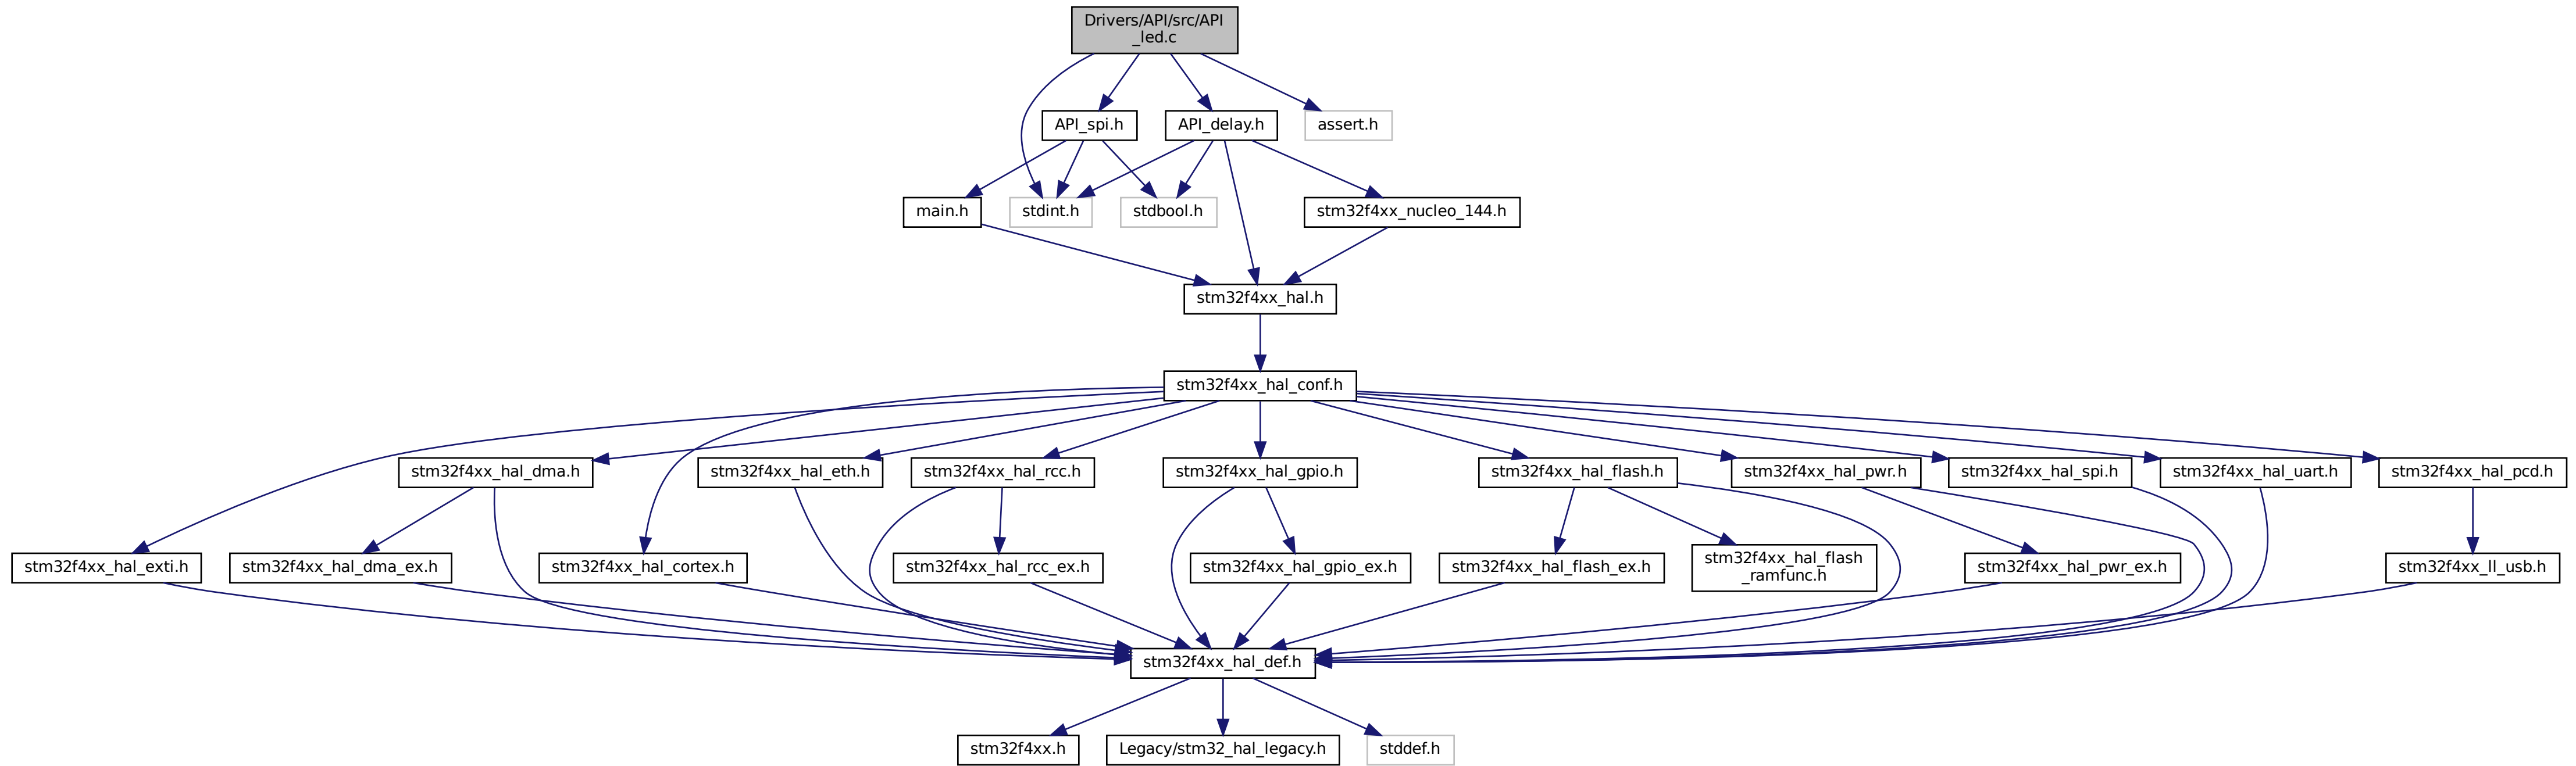 Drivers/API/src/API
_led.c
API_spi.h
API_delay.h
assert.h
main.h
stdint.h
stdbool.h
stm32f4xx_nucleo_144.h
stm32f4xx_hal.h
stm32f4xx_hal_conf.h
stm32f4xx_hal_dma.h
stm32f4xx_hal_eth.h
stm32f4xx_hal_rcc.h
stm32f4xx_hal_gpio.h
stm32f4xx_hal_flash.h
stm32f4xx_hal_pwr.h
stm32f4xx_hal_spi.h
stm32f4xx_hal_uart.h
stm32f4xx_hal_pcd.h
stm32f4xx_hal_exti.h
stm32f4xx_hal_dma_ex.h
stm32f4xx_hal_cortex.h
stm32f4xx_hal_rcc_ex.h
stm32f4xx_hal_gpio_ex.h
stm32f4xx_hal_flash_ex.h
stm32f4xx_hal_flash
_ramfunc.h
stm32f4xx_hal_pwr_ex.h
stm32f4xx_ll_usb.h
stm32f4xx_hal_def.h
stm32f4xx.h
Legacy/stm32_hal_legacy.h
stddef.h